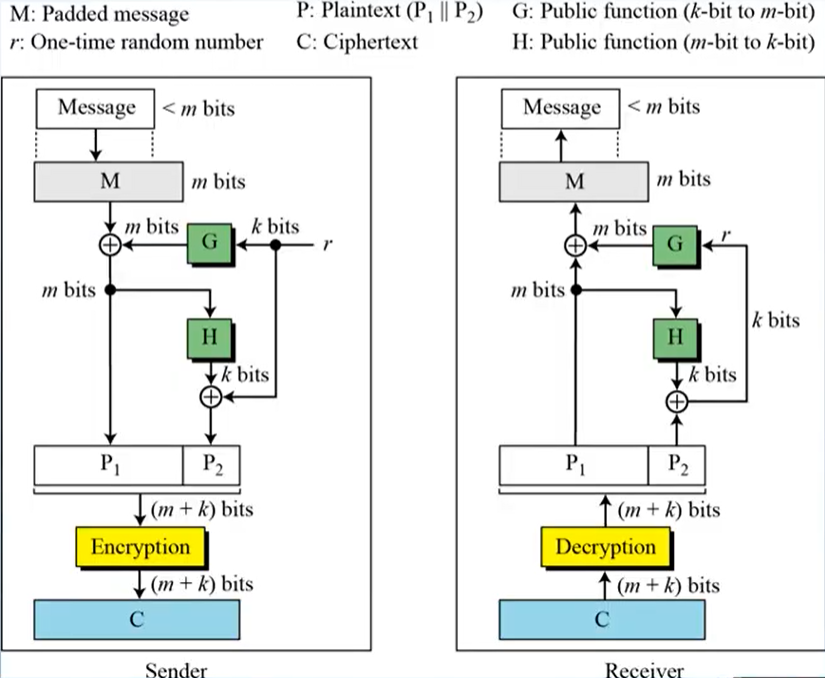 M: Padded message P: Plaintext (P₁ || P₂) G: Public function (k-bit to m-bit)
r: One-time random number C: Ciphertext H: Public function (m-bit to k-bit)
Message < m bits
M m bits
m bits G k bits r
m bits
H
k bits
P₁ P₂
(m + k) bits
Encryption
(m + k) bits
C
Sender
Message < m bits
M m bits
m bits G r
m bits
k bits
H
k bits
P₁ P₂
(m + k) bits
Decryption
(m + k) bits
C
Receiver